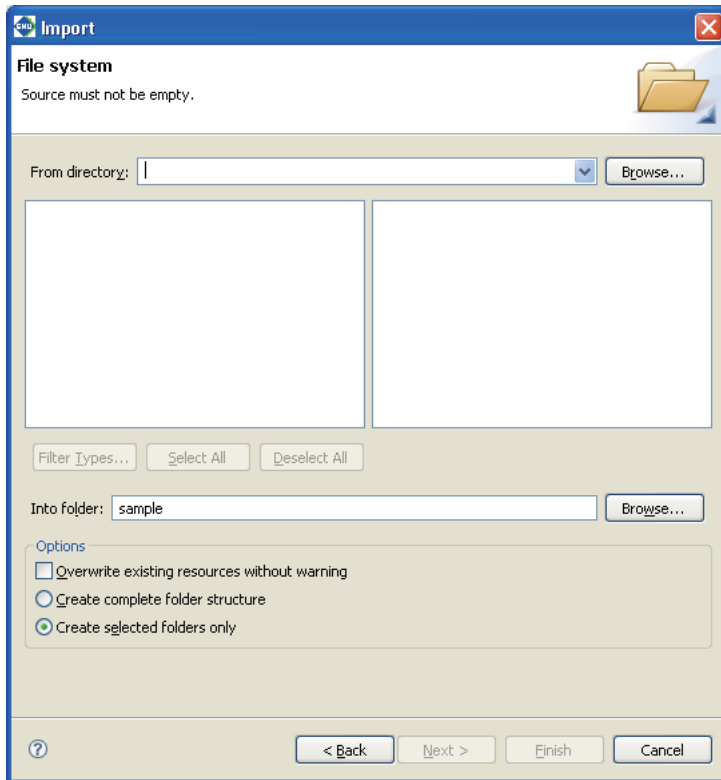 GNU Import
File system
Source must not be empty.
From directory: Browse...
Filter Types... Select All Deselect All
Into folder: sample Browse...
Options
Overwrite existing resources without warning
Create complete folder structure
Create selected folders only
? < Back Next > Finish Cancel